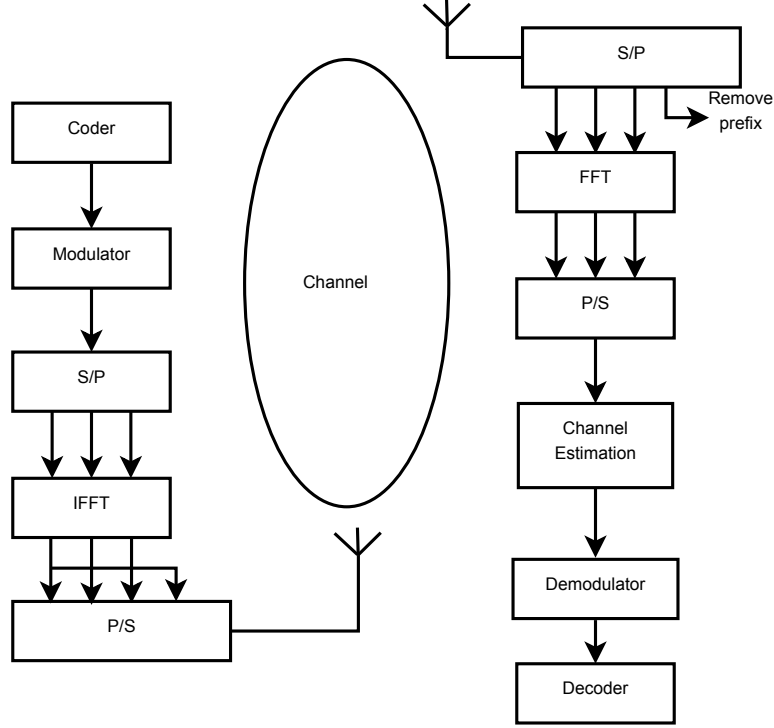 Coder
Modulator
S/P
IFFT
P/S
Channel
S/P
Remove
prefix
FFT
P/S
Channel
Estimation
Demodulator
Decoder